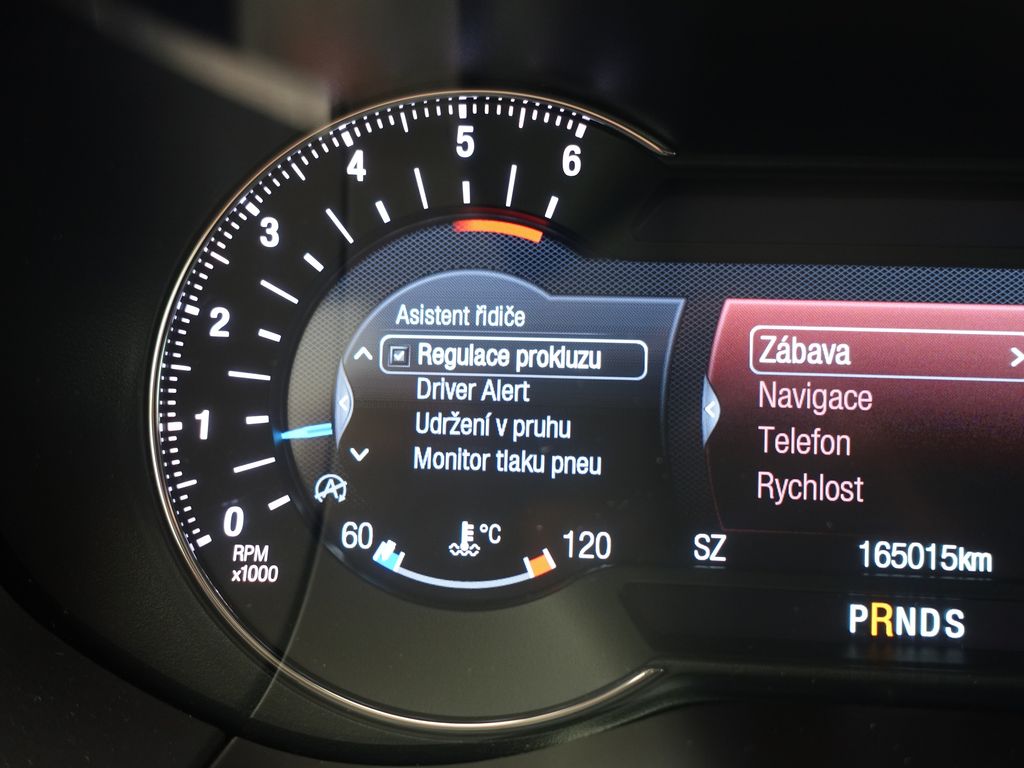 5
4
6
3
2
1
0
RPM
x1000
Asistent řidiče
Regulace prokluzu
Driver Alert
Udržení v pruhu
Monitor tlaku pneu
60
°C
120
Zábava
Navigace
Telefon
Rychlost
SZ
165015km
PRNDS